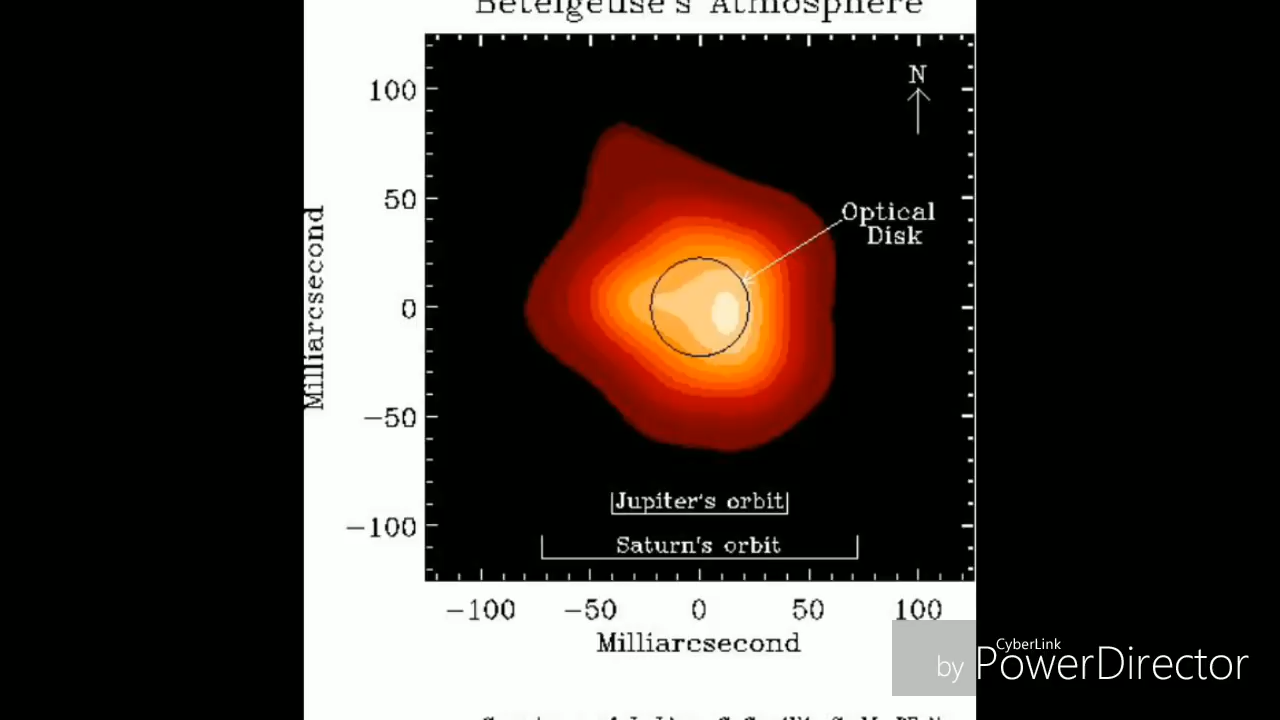 Betelgeuse's Atmosphere
N
100
Optical
Disk
50
0
−50
−100
Milliarcsecond
Jupiter's orbit
Saturn's orbit
−100 −50 0 50 100
Milliarcsecond
CyberLink
by PowerDirector